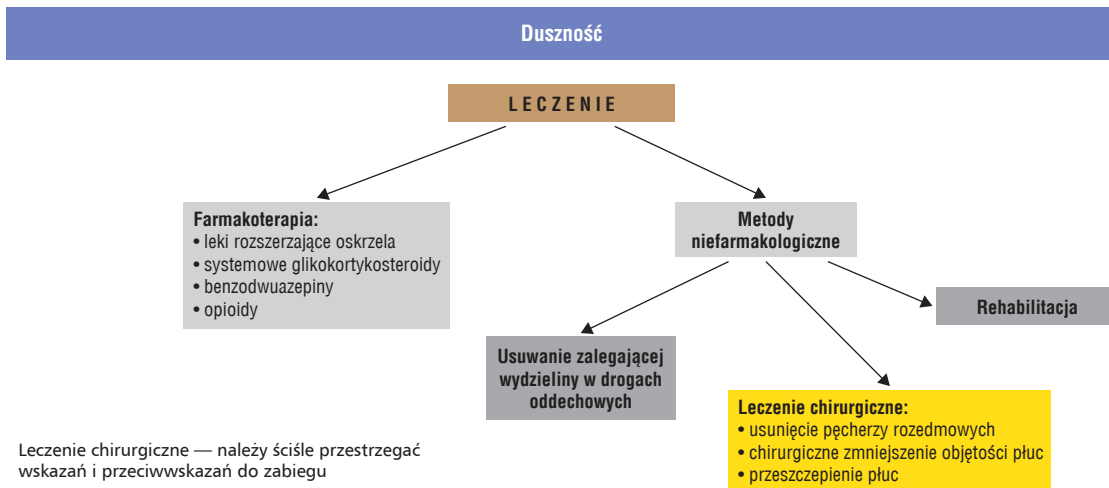 Duszność
LECZENIE
Farmakoterapia:
• leki rozszerzające oskrzela
• systemowe glikokortykosteroidy
• benzodwuazepiny
• opioidy
Metody
niefarmakologiczne
Usuwanie zalegającej
wydzieliny w drogach
oddechowych
Leczenie chirurgiczne:
• usunięcie pęcherzy rozedmowych
• chirurgiczne zmniejszenie objętości płuc
• przeszczepienie płuc
Rehabilitacja
Leczenie chirurgiczne — należy ściśle przestrzegać
wskazań i przeciwwskazań do zabiegu